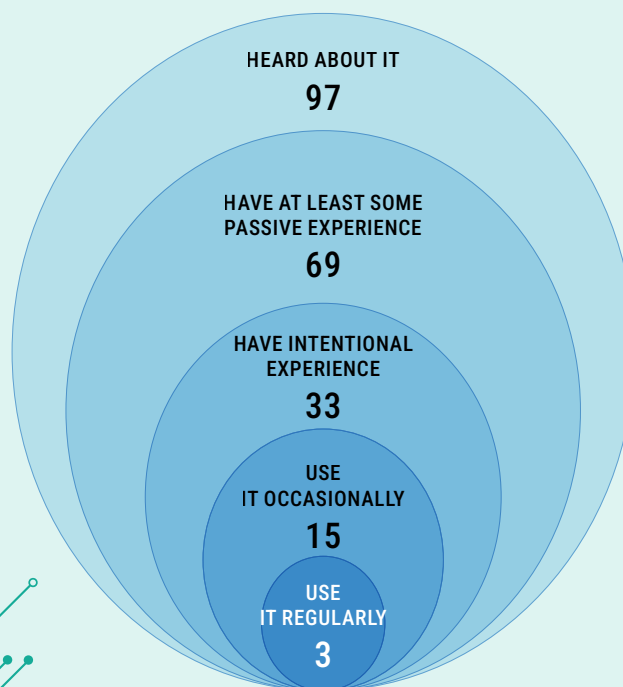 HEARD ABOUT IT
97
HAVE AT LEAST SOME
PASSIVE EXPERIENCE
69
HAVE INTENTIONAL
EXPERIENCE
33
USE
IT OCCASIONALLY
15
USE
IT REGULARLY
3